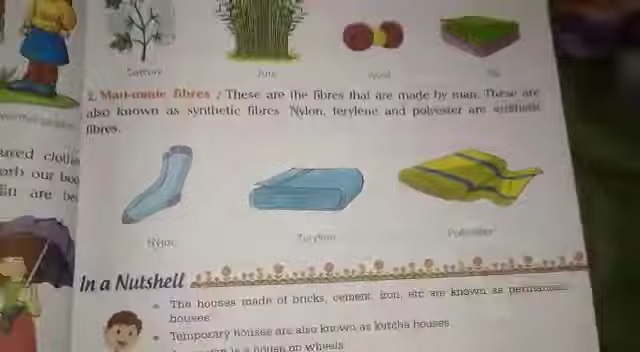 Cotton
Jute
Wool
Silk
2. Man-made fibres : These are the fibres that are made by man. These are
also known as synthetic fibres. Nylon, terylene and polyester are synthetic
fibres.
our
are
Nylon
Terylene
Polyester
In a Nutshell
The houses made of bricks, cement, iron, etc are known as permanent
houses.
Temporary houses are also known as kutcha houses.
is a house on wheels